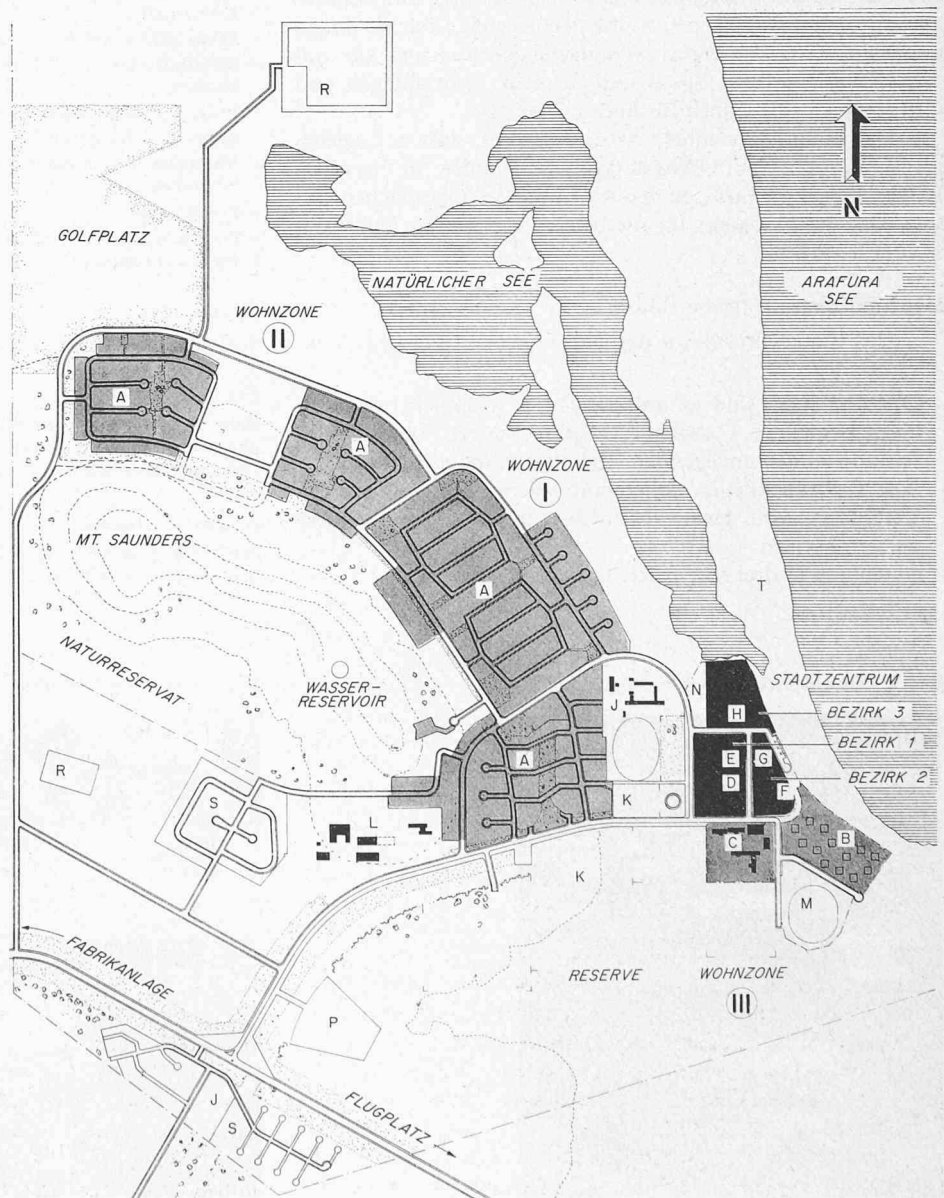 R
GOLFPLATZ
NATÜRLICHER SEE
ARAFURA
SEE
N
WOHNZONE
II
A
A
WOHNZONE
I
MT. SAUNDERS
A
T
NATURRESERVAT
WASSER-
RESERVOIR
STADTZENTRUM
N
J
H
BEZIRK 3
BEZIRK 1
A
E
G
R
D
BEZIRK 2
F
S
K
L
C
B
K
M
FABRIKANLAGE
RESERVE
WOHNZONE
III
P
J
S
FLUGPLATZ